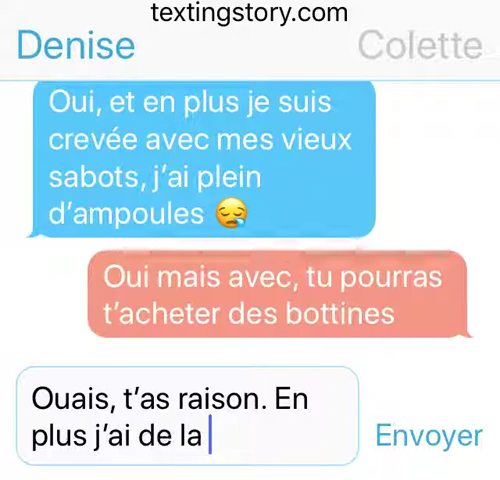 textingstory.com
Denise
Colette
Oui, et en plus je suis
crevée avec mes vieux
sabots, j’ai plein
d’ampoules 😪
Oui mais avec, tu pourras
t’acheter des bottines
Ouais, t’as raison. En
plus j’ai de la
Envoyer